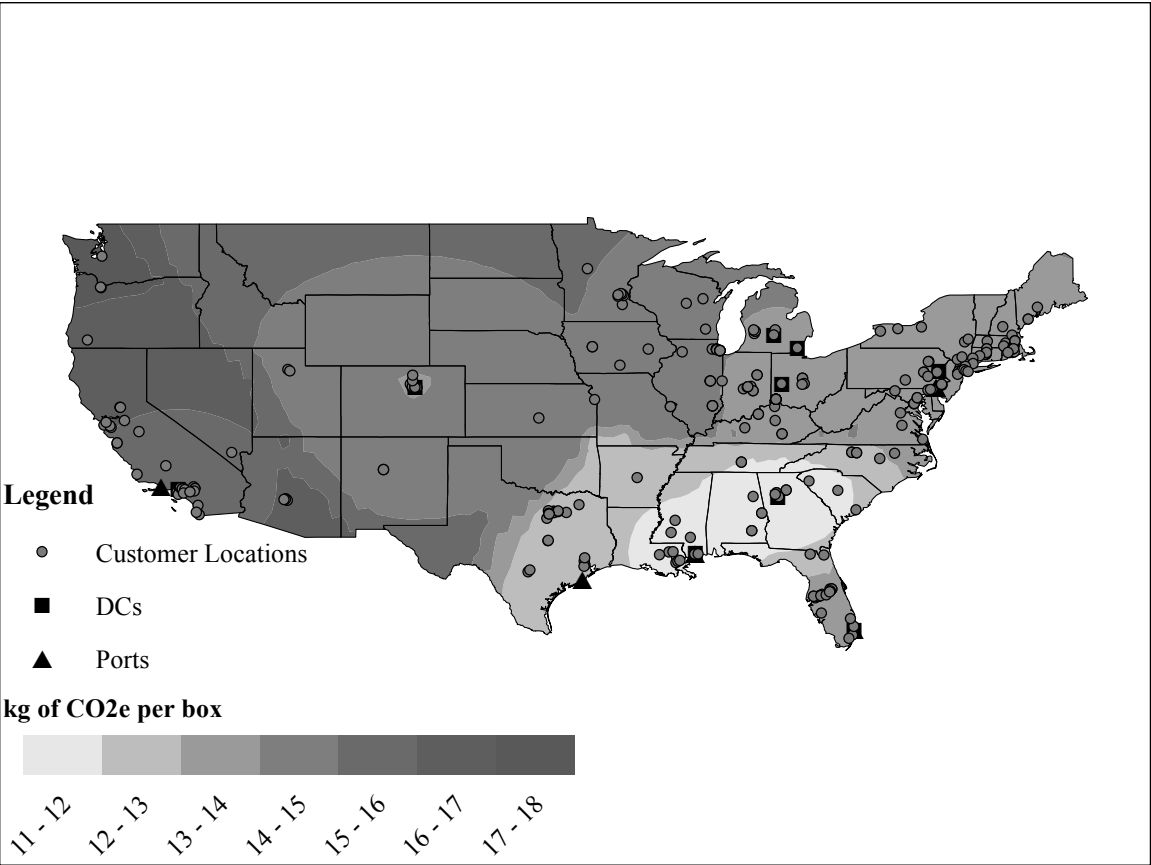 Legend
Customer Locations
DCs
Ports
kg of CO2e per box
11 - 12
12 - 13
13 - 14
14 - 15
15 - 16
16 - 17
17 - 18